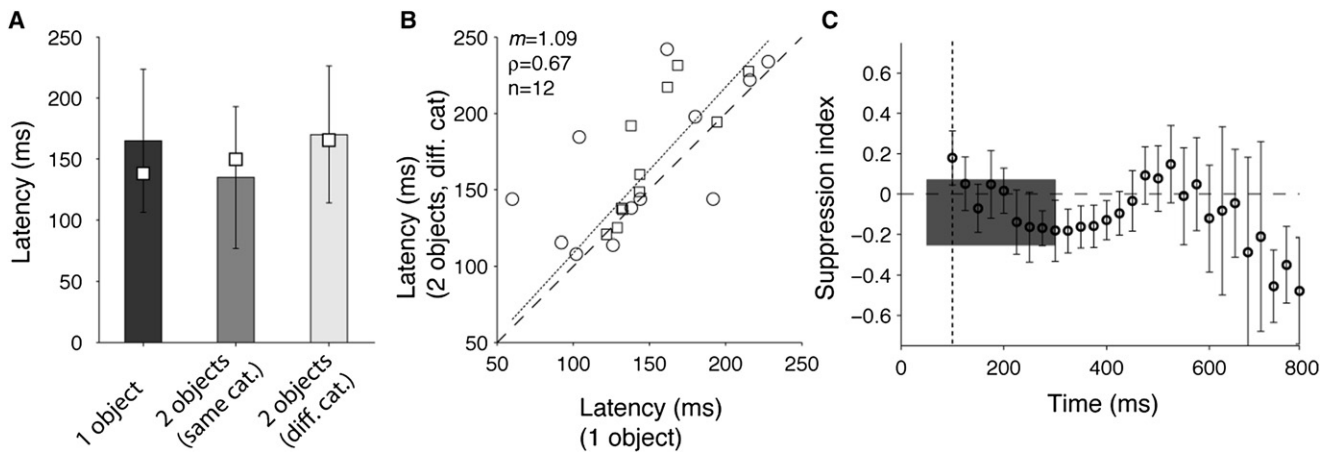 A
Latency (ms)
250
200
150
100
50
0
1 object
2 objects
(same cat.)
2 objects
(diff. cat.)
B
Latency (ms)
(2 objects, diff. cat)
250
200
150
100
50
m=1.09
ρ=0.67
n=12
50
100
150
200
250
Latency (ms)
(1 object)
C
Suppression index
0.6
0.4
0.2
0
−0.2
−0.4
−0.6
0
200
400
600
800
Time (ms)